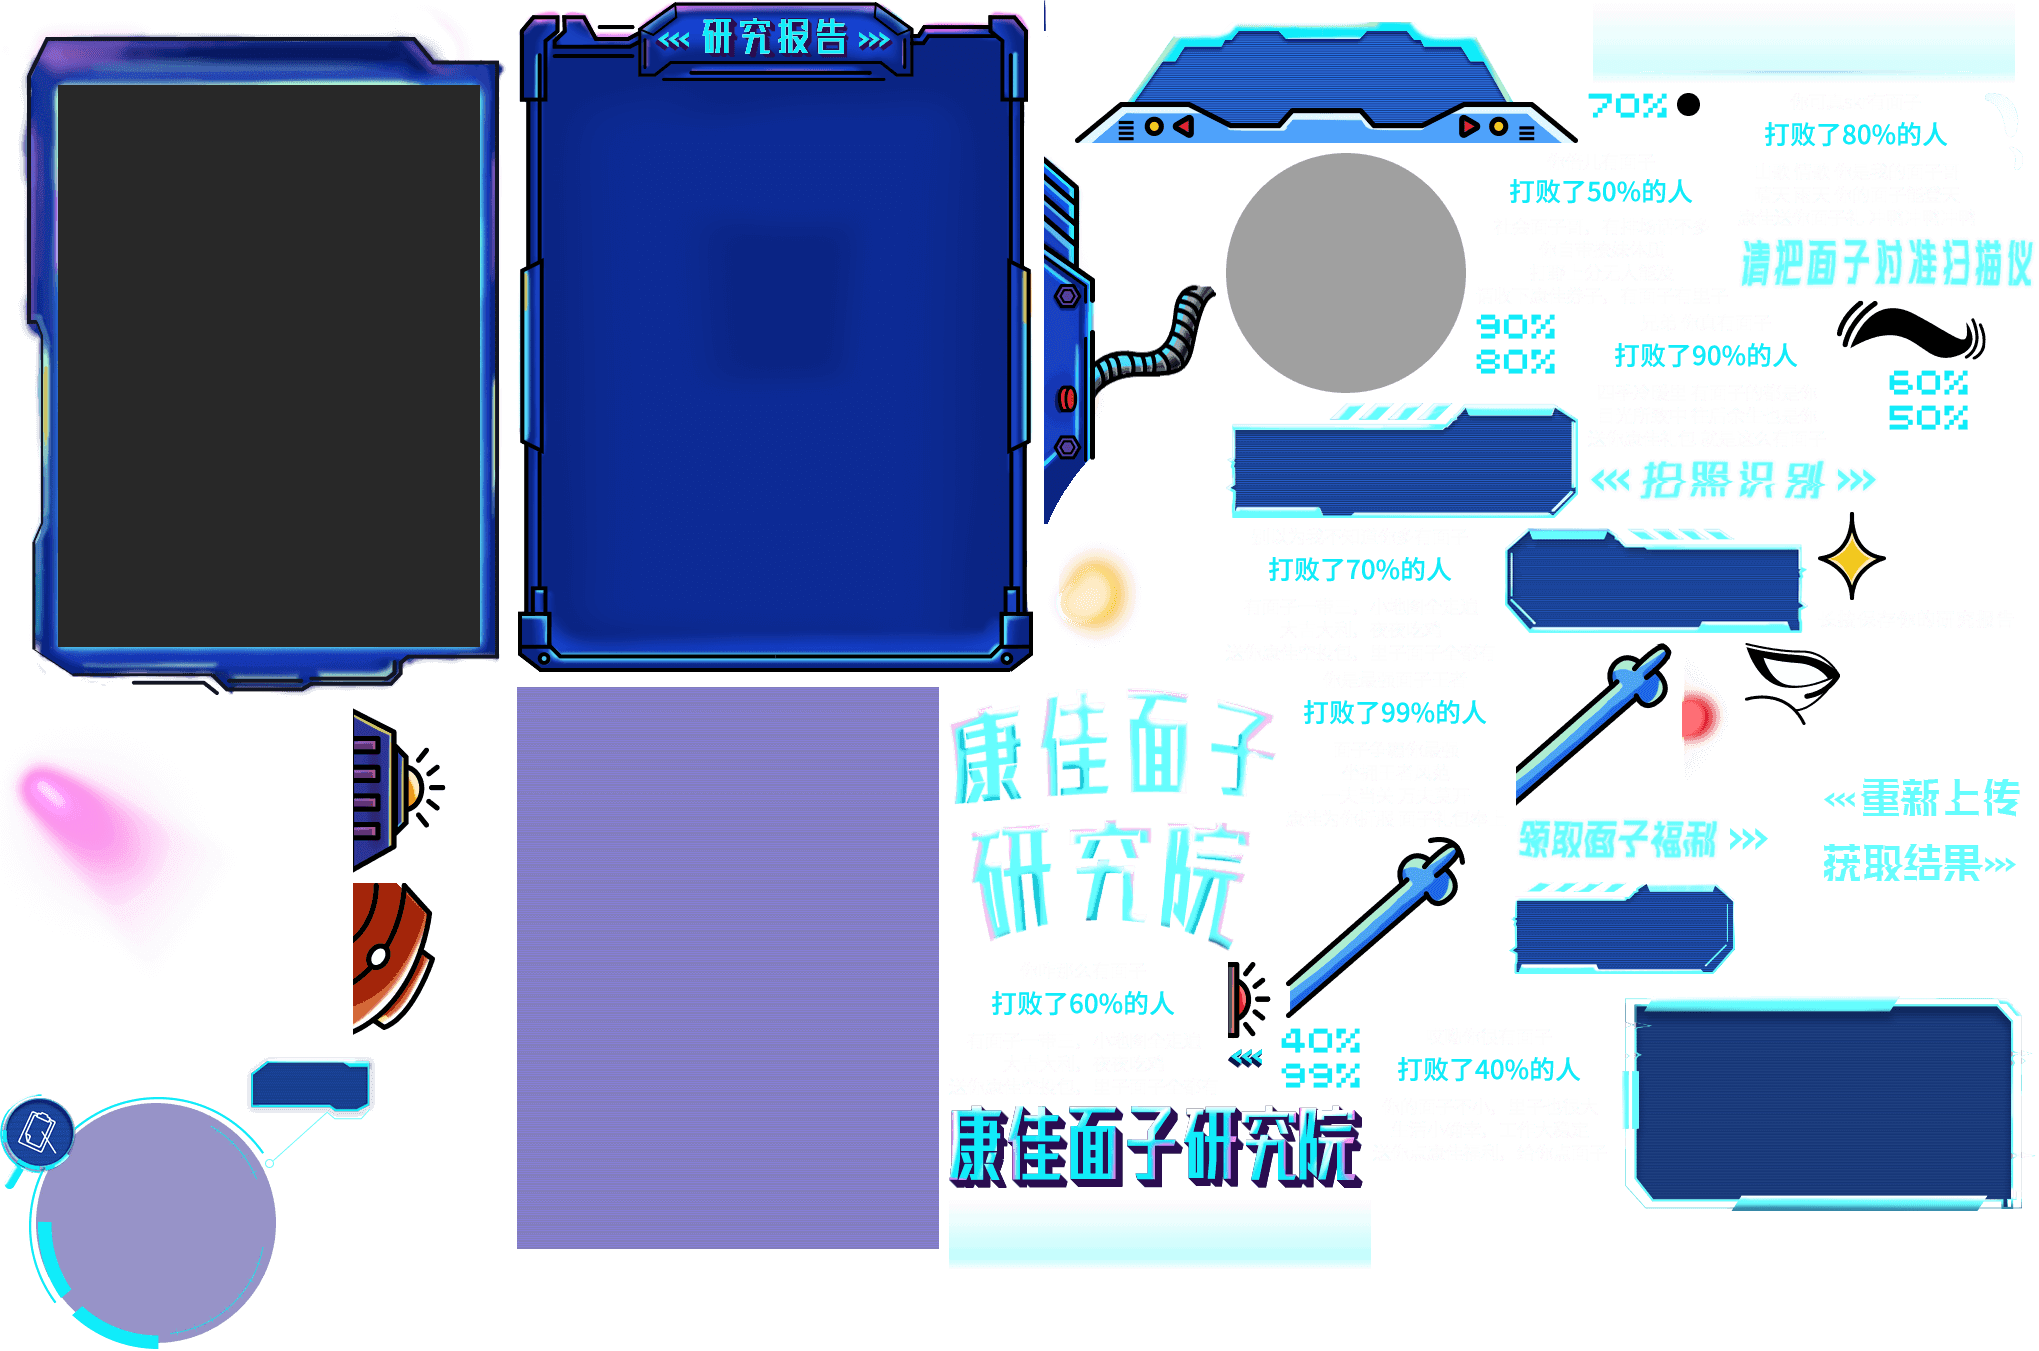 <<< 研究报告 >>>
70%
打败了80%的人
打败了50%的人
请把面子对准扫描仪
90%
80%
打败了90%的人
60%
50%
<<< 拍照识别 >>>
打败了70%的人
打败了99%的人
康佳面子
研究院
<<<重新上传
领取面子福利 >>>
获取结果>>>
打败了60%的人
<<<
40%
99%
打败了40%的人
康佳面子研究院